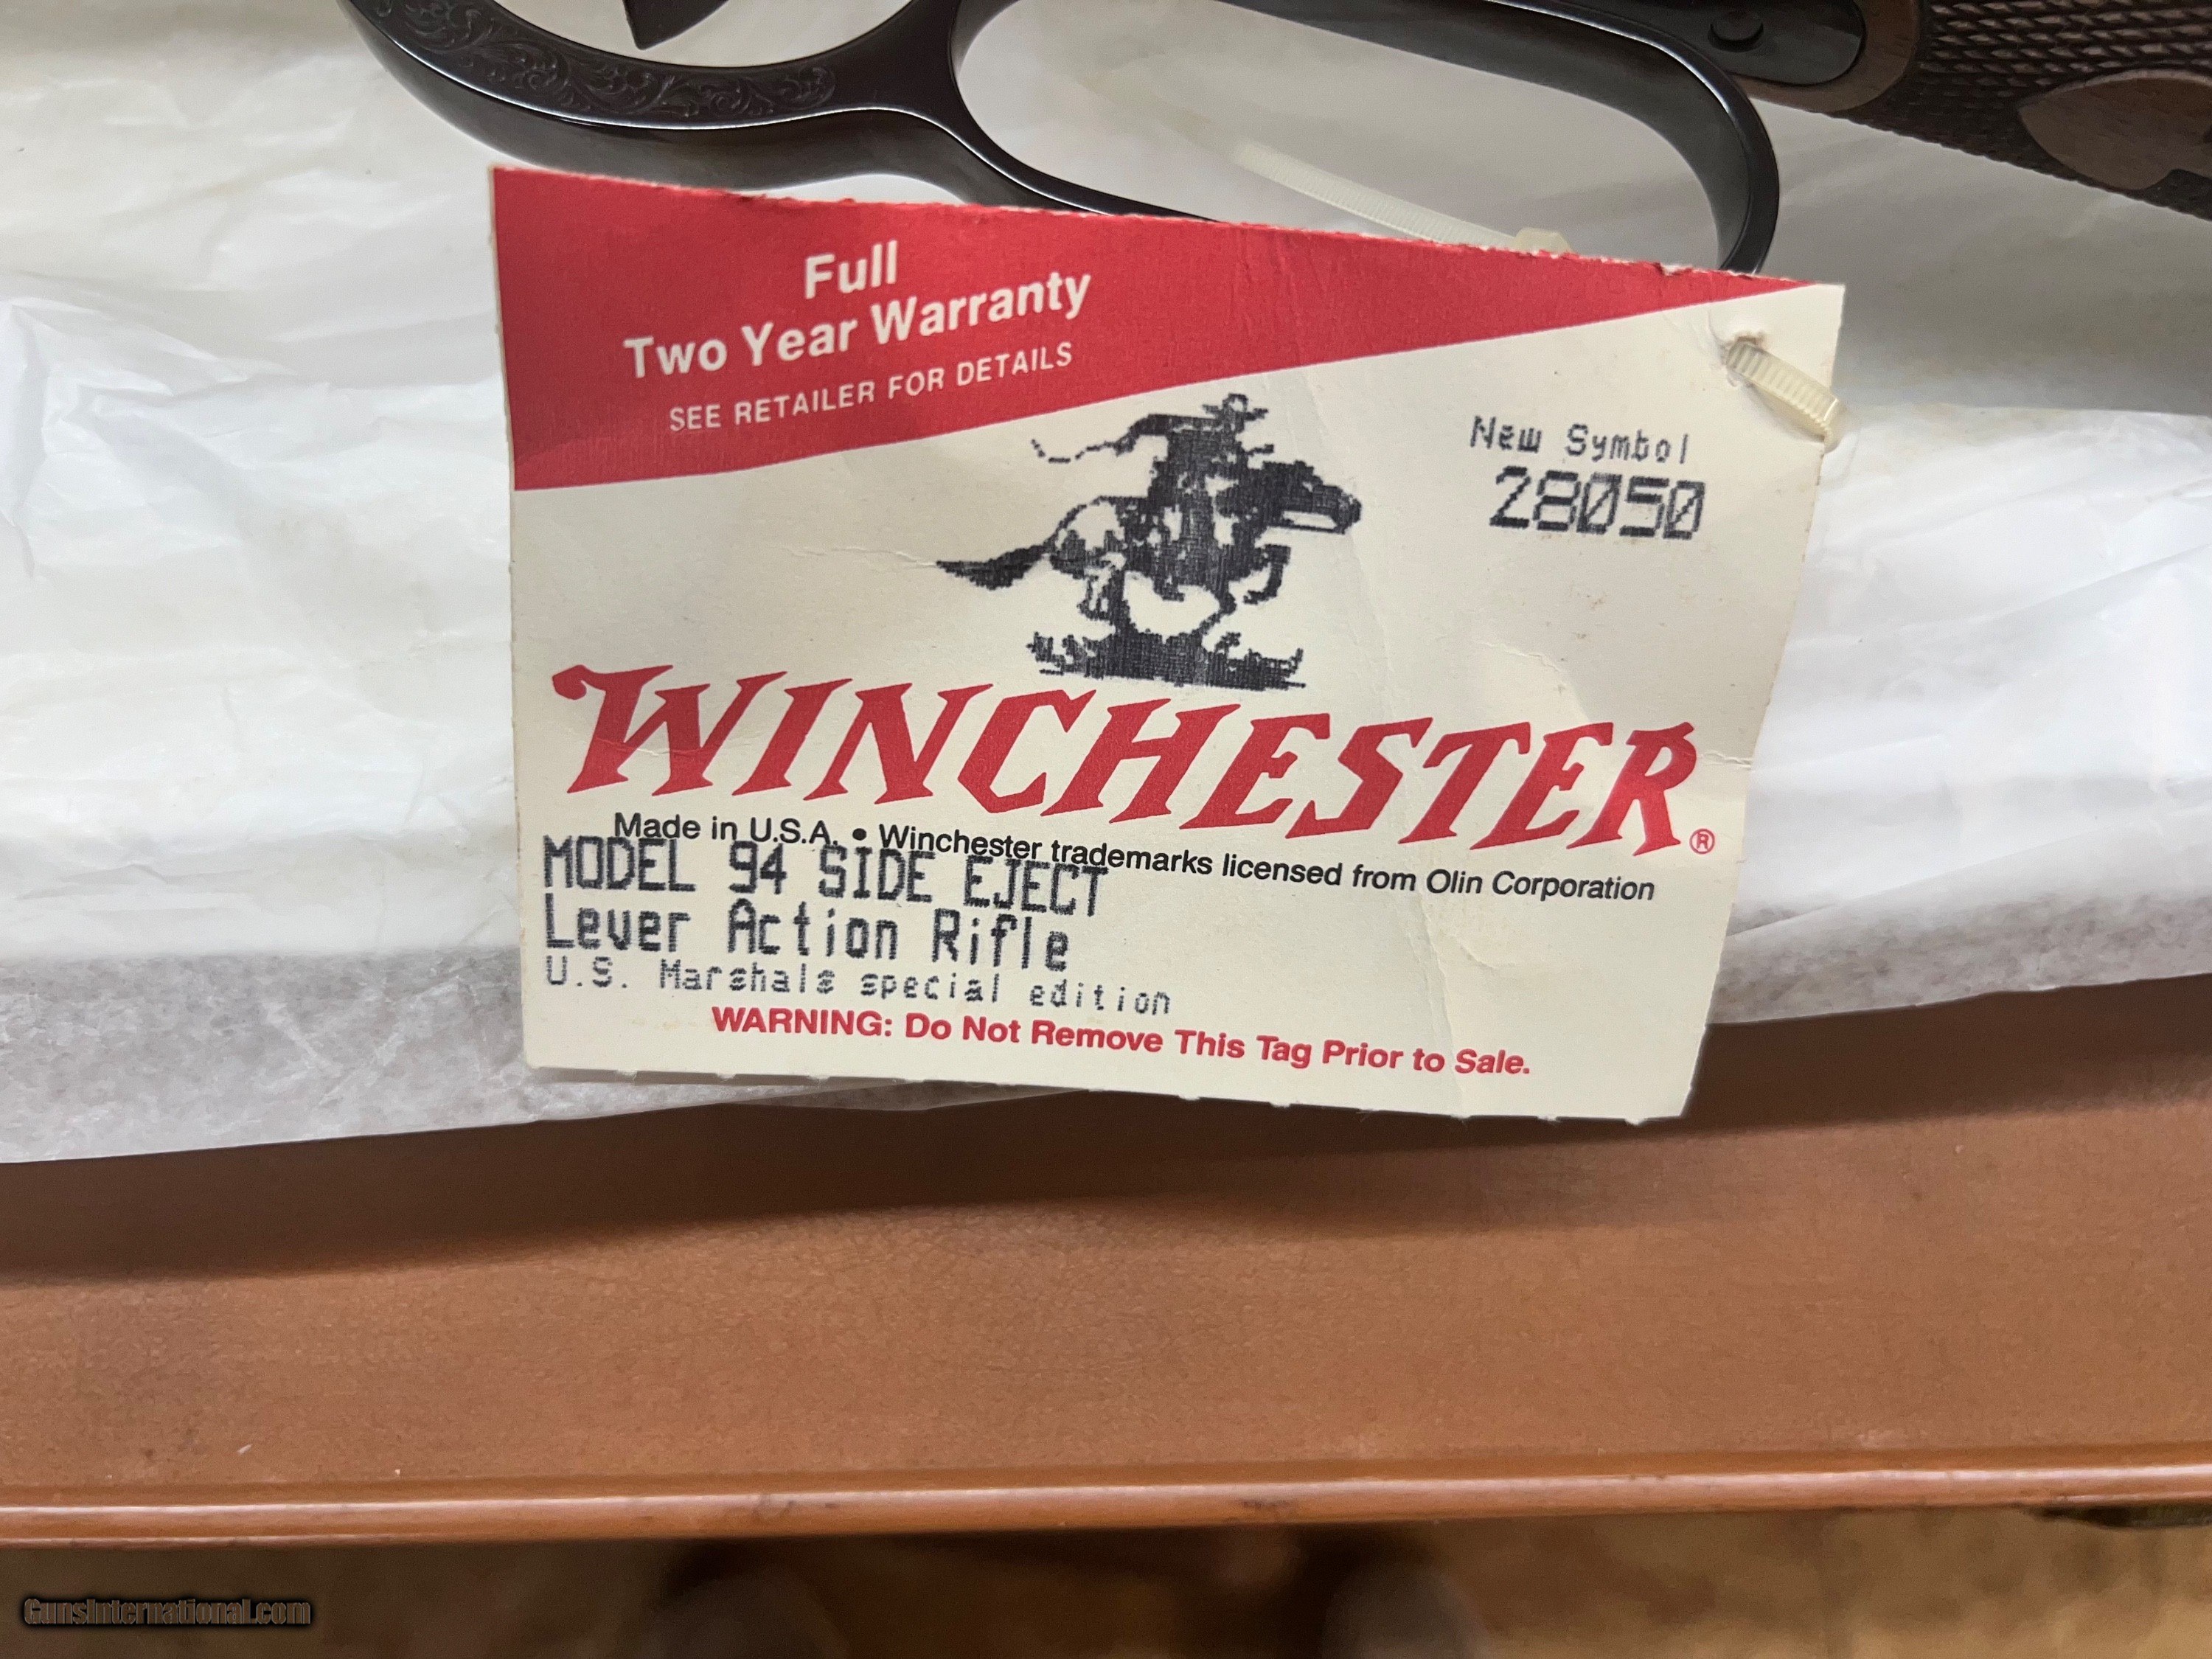 Full
Two Year Warranty
SEE RETAILER FOR DETAILS
New Symbol
28050
WINCHESTER®
Made in U.S.A. • Winchester trademarks licensed from Olin Corporation
MODEL 94 SIDE EJECT
Lever Action Rifle
U.S. Marshals special edition
WARNING: Do Not Remove This Tag Prior to Sale.
GunsInternational.com